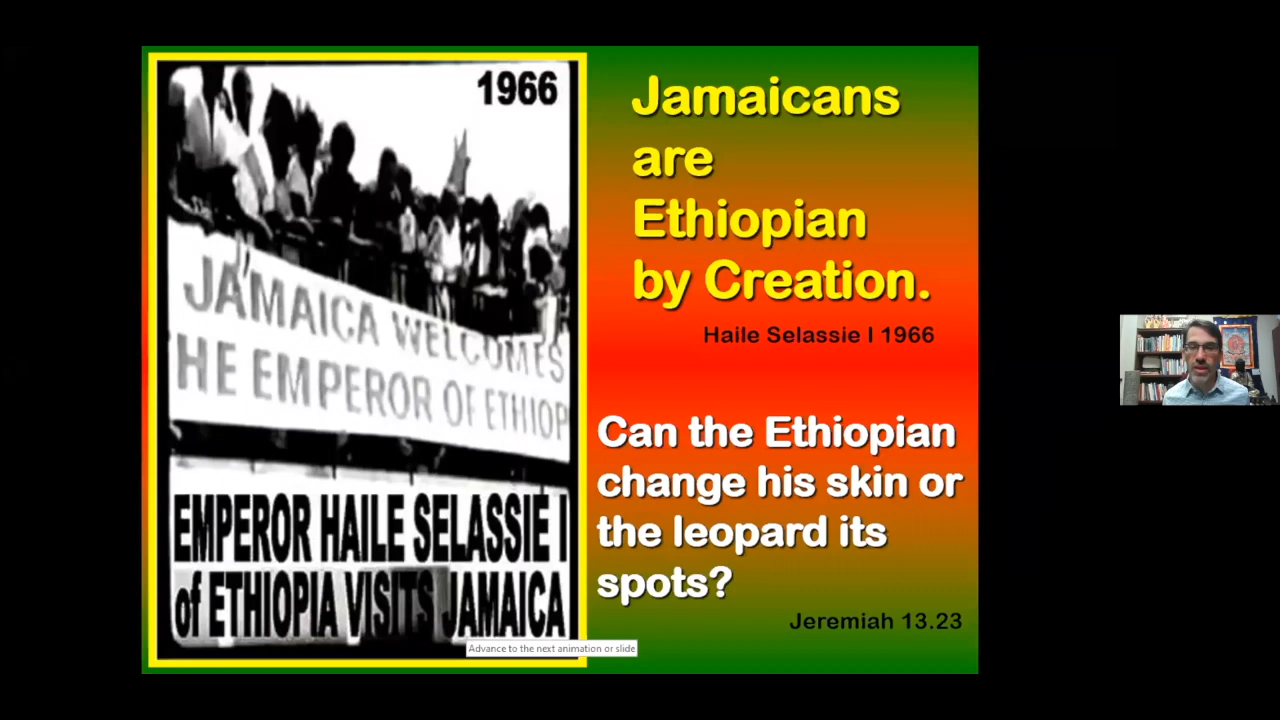 1966
JAMAICA WELCOMES
HE EMPEROR OF ETHIOP
EMPEROR HAILE SELASSIE I
of ETHIOPIA VISITS JAMAICA
Jamaicans
are
Ethiopian
by Creation.
Haile Selassie I 1966
Can the Ethiopian
change his skin or
the leopard its
spots?
Jeremiah 13.23
Advance to the next animation or slide